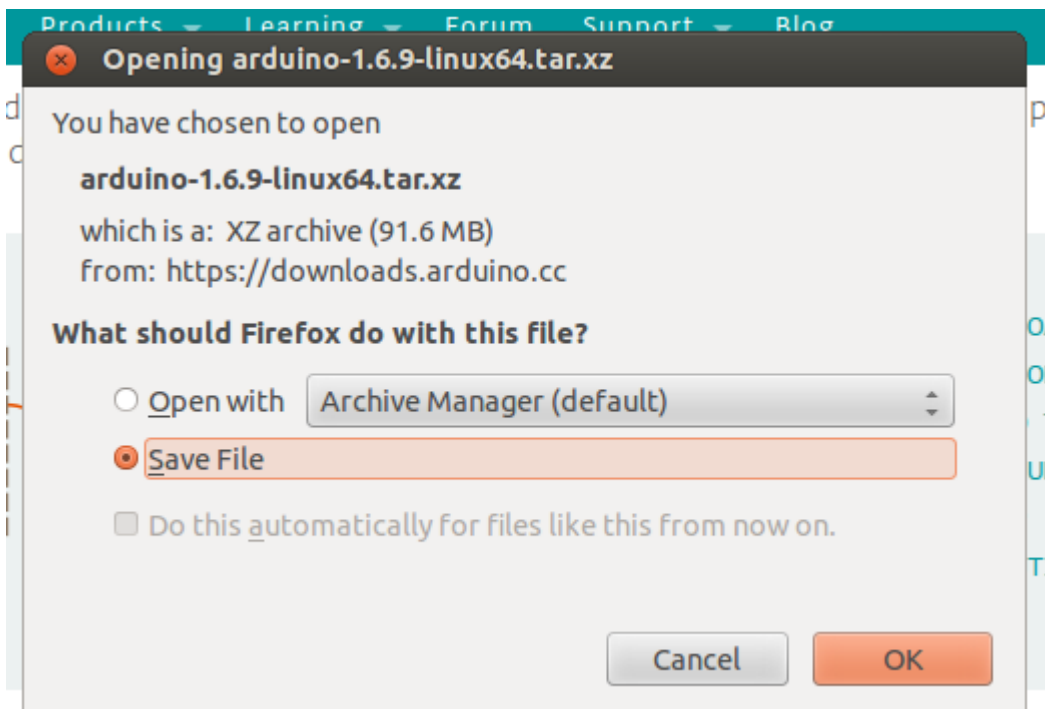 Products Learning Forum Support Blog
Opening arduino-1.6.9-linux64.tar.xz
You have chosen to open
arduino-1.6.9-linux64.tar.xz
which is a: XZ archive (91.6 MB)
from: https://downloads.arduino.cc
What should Firefox do with this file?
Open with Archive Manager (default)
Save File
Do this automatically for files like this from now on.
Cancel OK